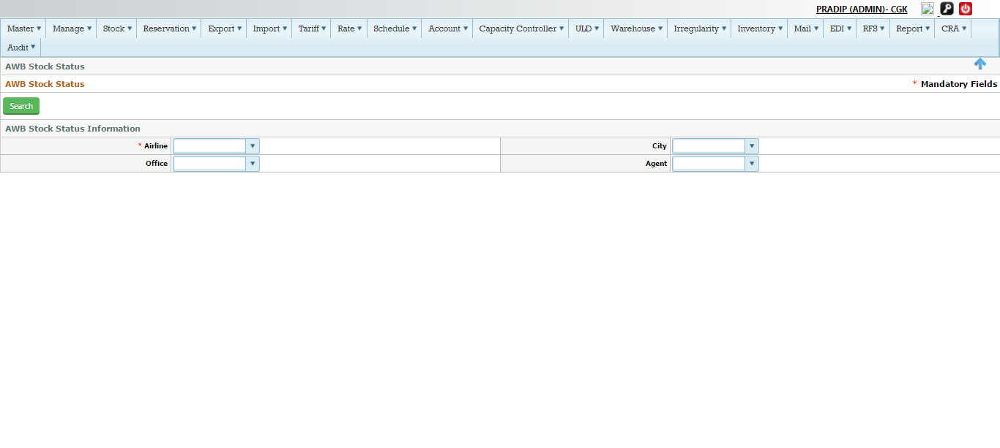 PRADIP (ADMIN)- CGK
Master Manage Stock Reservation Export Import Tariff Rate Schedule Account Capacity Controller ULD Warehouse Irregularity Inventory Mail EDI RFS Report CRA
Audit
AWB Stock Status
AWB Stock Status * Mandatory Fields
Search
AWB Stock Status Information
* Airline City
Office Agent